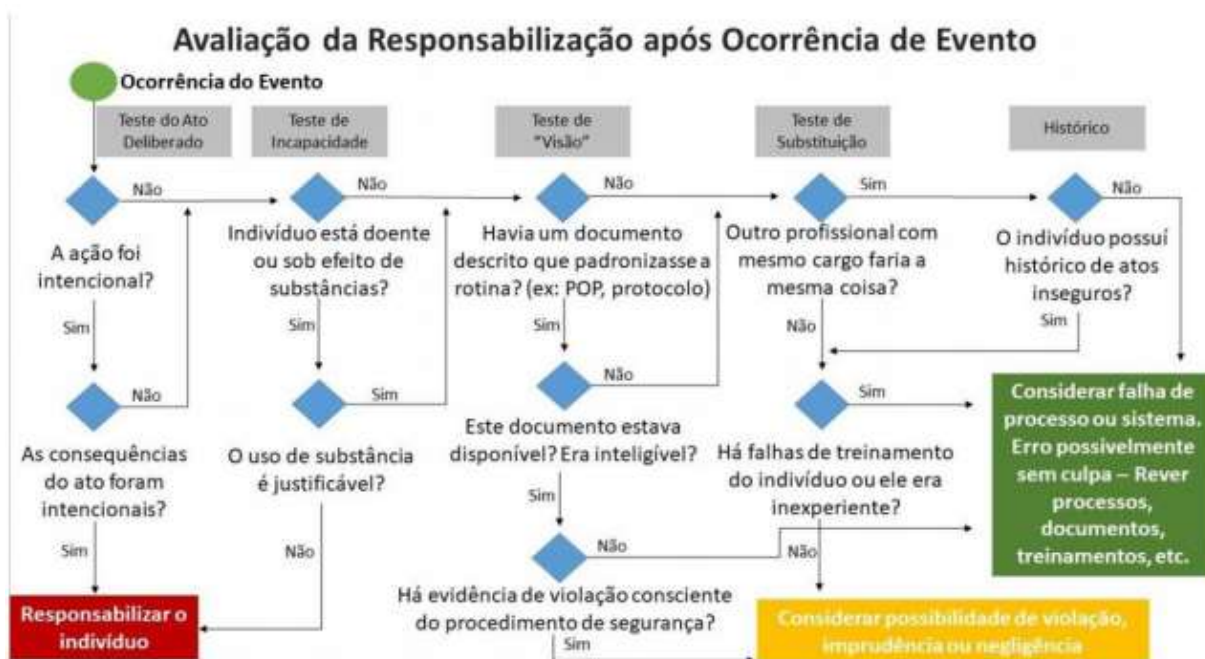 Avaliação da Responsabilização após Ocorrência de Evento
Ocorrência do Evento
Teste do Ato
Deliberado
Teste de
Incapacidade
Teste de
"Visão"
Teste de
Substituição
Histórico
Não
Não
Não
Sim
Não
A ação foi
intencional?
Indivíduo está doente
ou sob efeito de
substâncias?
Havia um documento
descrito que padronizasse a
rotina? (ex: POP, protocolo)
Outro profissional com
mesmo cargo faria a
mesma coisa?
O indivíduo possuí
histórico de atos
inseguros?
Sim
Sim
Sim
Não
Sim
Não
Sim
Não
Sim
As consequências
do ato foram
intencionais?
O uso de substância
é justificável?
Este documento estava
disponível? Era inteligível?
Há falhas de treinamento
do indivíduo ou ele era
inexperiente?
Considerar falha de
processo ou sistema.
Erro possivelmente
sem culpa – Rever
processos,
documentos,
treinamentos, etc.
Sim
Não
Sim
Não
Não
Há evidência de violação consciente
do procedimento de segurança?
Sim
Responsabilizar o
indivíduo
Considerar possibilidade de violação,
imprudência ou negligência